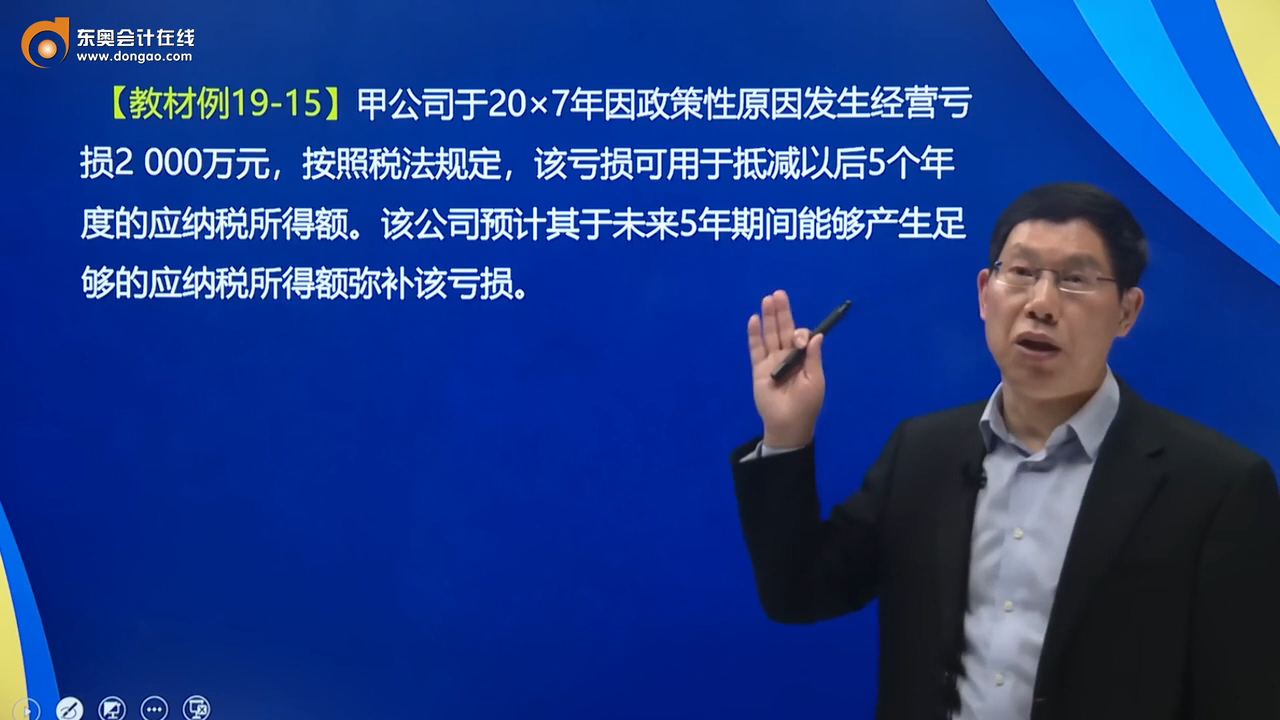 东奥会计在线
www.dongao.com
【教材例19-15】甲公司于20×7年因政策性原因发生经营亏
损2 000万元，按照税法规定，该亏损可用于抵减以后5个年
度的应纳税所得额。该公司预计其于未来5年期间能够产生足
够的应纳税所得额弥补该亏损。